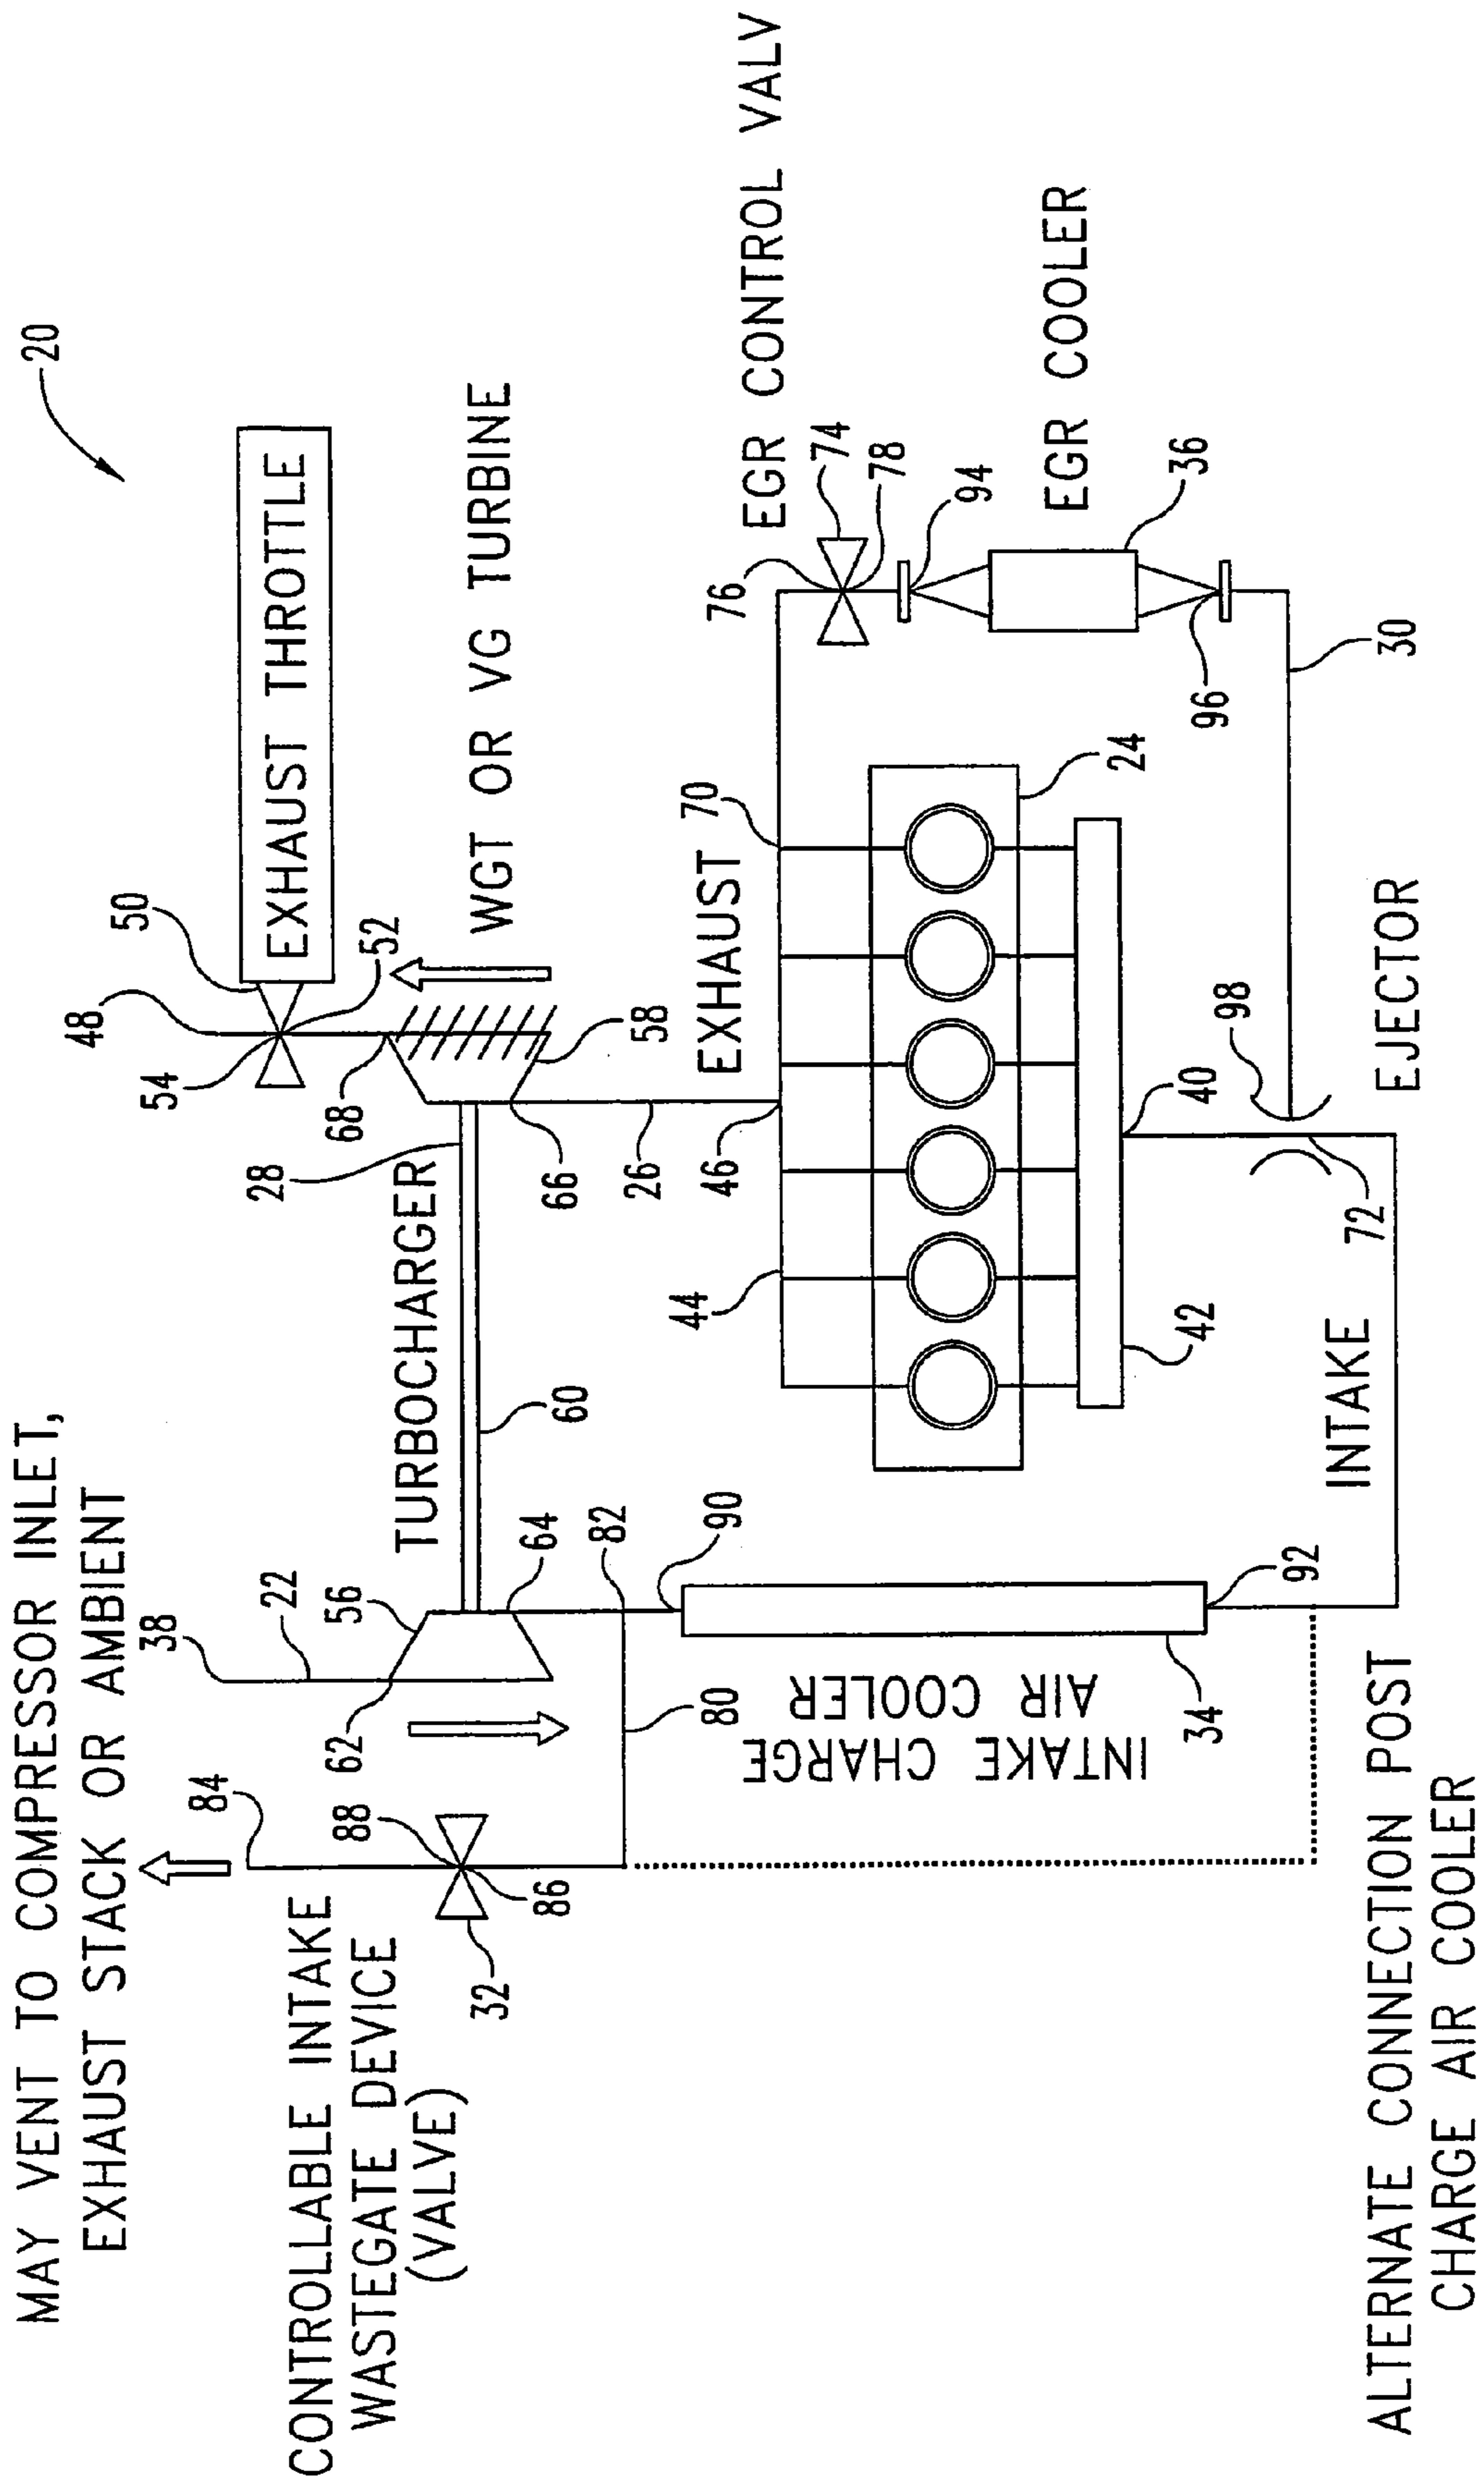 MAY VENT TO COMPRESSOR INLET,
EXHAUST STACK OR AMBIENT
20
84
38
22
48
50
54
52
EXHAUST THROTTLE
CONTROLLABLE INTAKE
WASTEGATE DEVICE
(VALVE)
32
88
86
62
56
64
TURBOCHARGER
60
28
68
66
58
WGT OR VG TURBINE
26
82
80
90
44
46
EXHAUST
70
76
EGR CONTROL VALV
74
78
94
INTAKE CHARGE
AIR COOLER
34
92
24
42
40
EGR COOLER
36
96
30
INTAKE
72
98
EJECTOR
ALTERNATE CONNECTION POST
CHARGE AIR COOLER